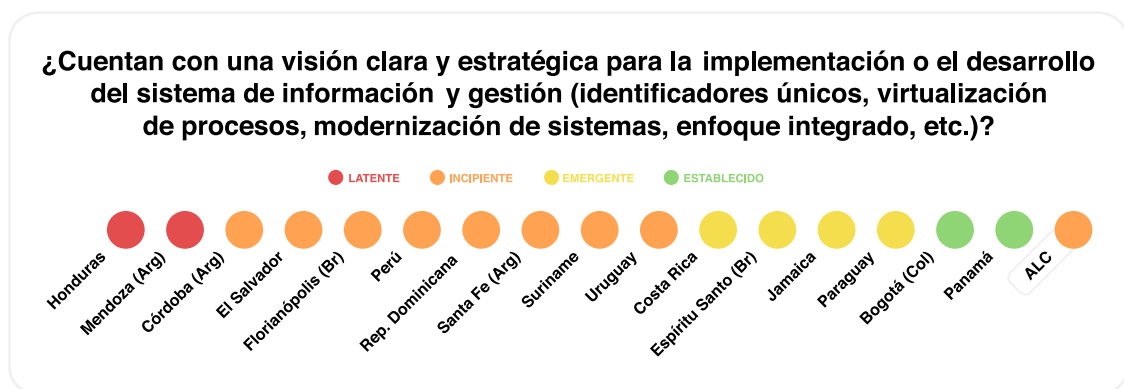 ¿Cuentan con una visión clara y estratégica para la implementación o el desarrollo
del sistema de información y gestión (identificadores únicos, virtualización
de procesos, modernización de sistemas, enfoque integrado, etc.)?
LATENTE INCIPIENTE EMERGENTE ESTABLECIDO
Honduras
Mendoza (Arg)
Córdoba (Arg)
El Salvador
Florianópolis (Br)
Perú
Rep. Dominicana
Santa Fe (Arg)
Suriname
Uruguay
Costa Rica
Espíritu Santo (Br)
Jamaica
Paraguay
Bogotá (Col)
Panamá
ALC